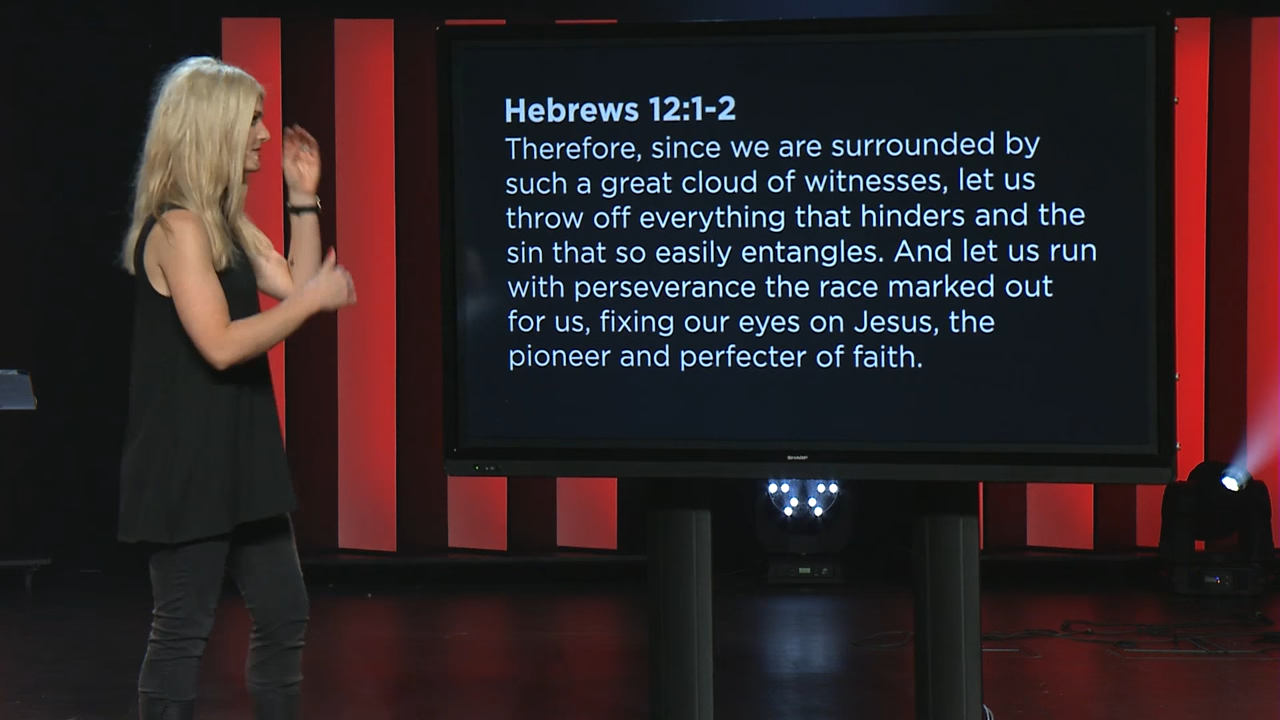 Hebrews 12:1-2
Therefore, since we are surrounded by
such a great cloud of witnesses, let us
throw off everything that hinders and the
sin that so easily entangles. And let us run
with perseverance the race marked out
for us, fixing our eyes on Jesus, the
pioneer and perfecter of faith.
SHARP